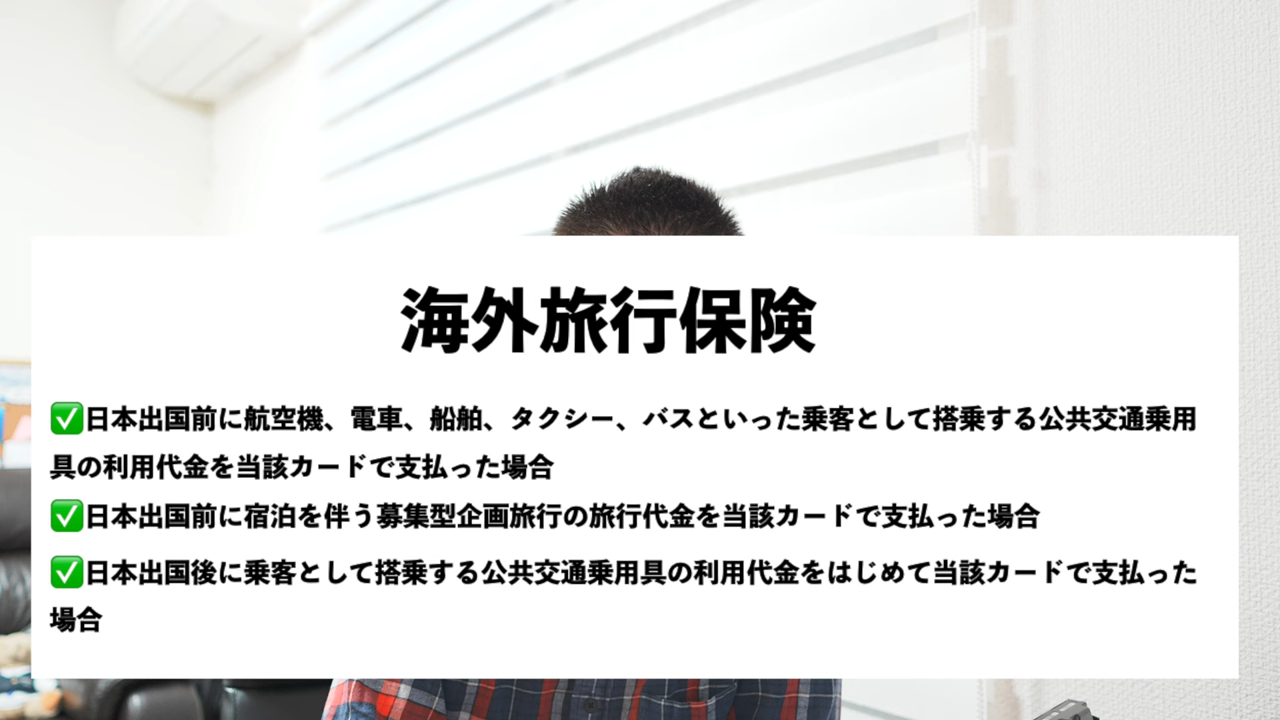 海外旅行保険
✅日本出国前に航空機、電車、船舶、タクシー、バスといった乗客として搭乗する公共交通乗用
具の利用代金を当該カードで支払った場合
✅日本出国前に宿泊を伴う募集型企画旅行の旅行代金を当該カードで支払った場合
✅日本出国後に乗客として搭乗する公共交通乗用具の利用代金をはじめて当該カードで支払った
場合